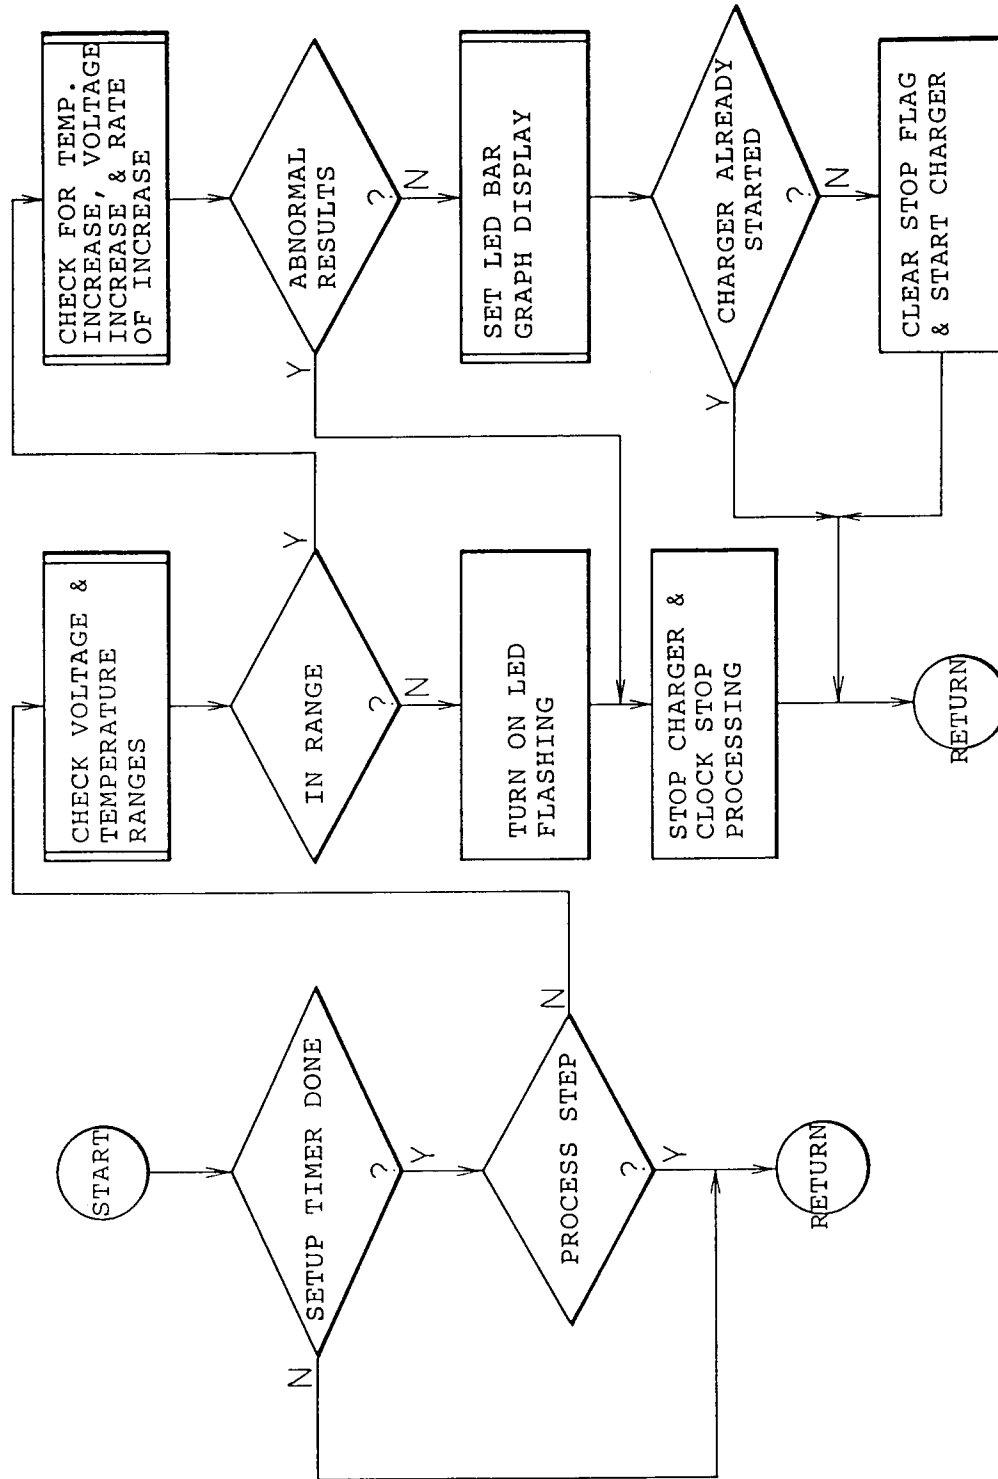 START
SETUP TIMER DONE
?
N
Y
PROCESS STEP
?
N
Y
RETURN
CHECK VOLTAGE &
TEMPERATURE
RANGES
IN RANGE
?
Y
N
TURN ON LED
FLASHING
STOP CHARGER &
CLOCK STOP
PROCESSING
RETURN
CHECK FOR TEMP.
INCREASE, VOLTAGE
INCREASE & RATE
OF INCREASE
ABNORMAL
RESULTS
?
Y
N
SET LED BAR
GRAPH DISPLAY
CHARGER ALREADY
STARTED
?
Y
N
CLEAR STOP FLAG
& START CHARGER